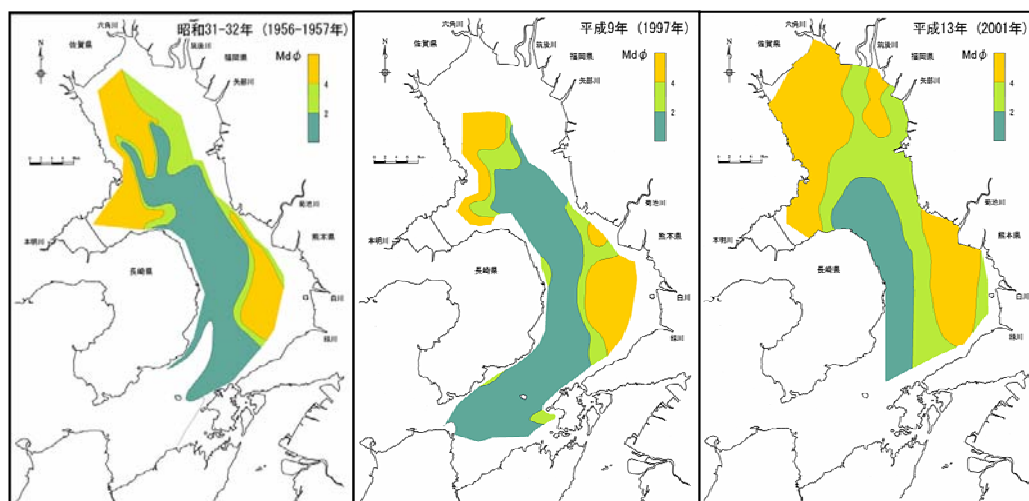 昭和31-32年 (1956-1957年)
六角川
佐賀県
筑後川
福岡県
矢部川
N
Mdφ
4
2
菊池川
熊本県
本明川
長崎県
白川
緑川
平成9年 (1997年)
六角川
佐賀県
筑後川
福岡県
矢部川
N
Mdφ
4
2
菊池川
熊本県
本明川
長崎県
白川
緑川
平成13年 (2001年)
六角川
佐賀県
筑後川
福岡県
矢部川
N
Mdφ
4
2
菊池川
熊本県
本明川
長崎県
白川
緑川